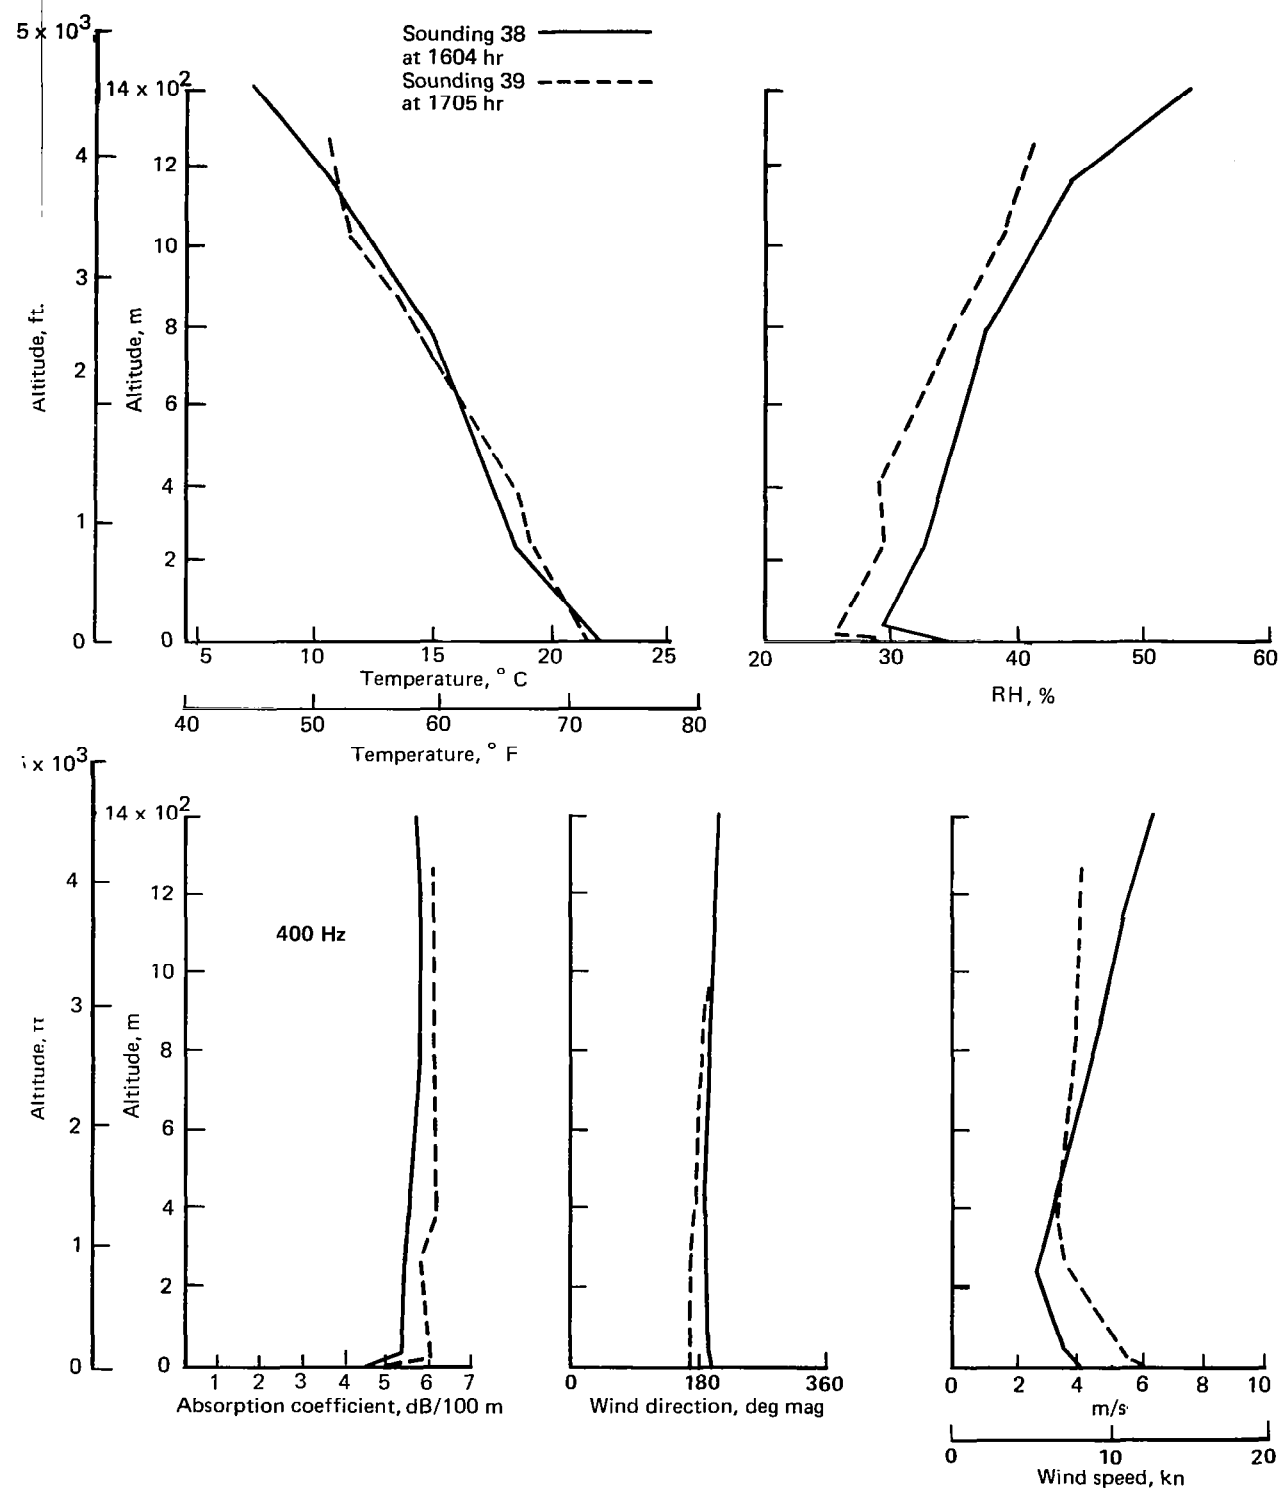 5 x 10³
Sounding 38
at 1604 hr
Sounding 39
at 1705 hr
14 x 10²
4
12
10
3
8
2
6
4
1
2
0
0
Altitude, ft.
Altitude, m
5 10 15 20 25
Temperature, ° C
40 50 60 70 80
Temperature, ° F
20 30 40 50 60
RH, %
x 10³
14 x 10²
4
12
400 Hz
10
3
8
2
6
4
1
2
0
0
Altitude,
Altitude, m
1 2 3 4 5 6 7
Absorption coefficient, dB/100 m
0 180 360
Wind direction, deg mag
0 2 4 6 8 10
m/s
0 10 20
Wind speed, kn